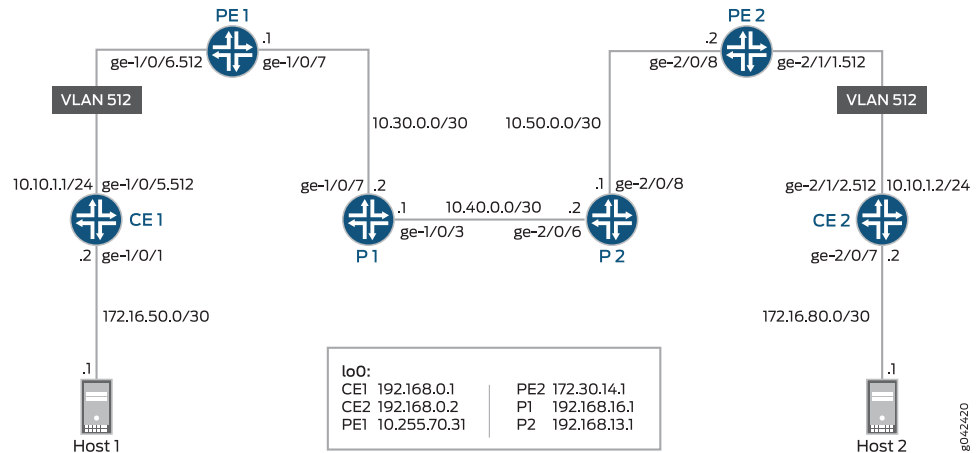 PE 1
PE 2
.1
.2
ge-1/0/6.512
ge-1/0/7
ge-2/0/8
ge-2/1/1.512
VLAN 512
VLAN 512
10.30.0.0/30
10.50.0.0/30
10.10.1.1/24
ge-1/0/5.512
ge-1/0/7
.2
.1
ge-2/0/8
ge-2/1/2.512
10.10.1.2/24
CE 1
.1
10.40.0.0/30
.2
CE 2
.2
ge-1/0/1
P 1
ge-1/0/3
ge-2/0/6
P 2
ge-2/0/7
.2
172.16.50.0/30
172.16.80.0/30
.1
.1
Host 1
Host 2
lo0:
CE1 192.168.0.1
CE2 192.168.0.2
PE1 10.255.70.31
PE2 172.30.14.1
P1 192.168.16.1
P2 192.168.13.1
g042420